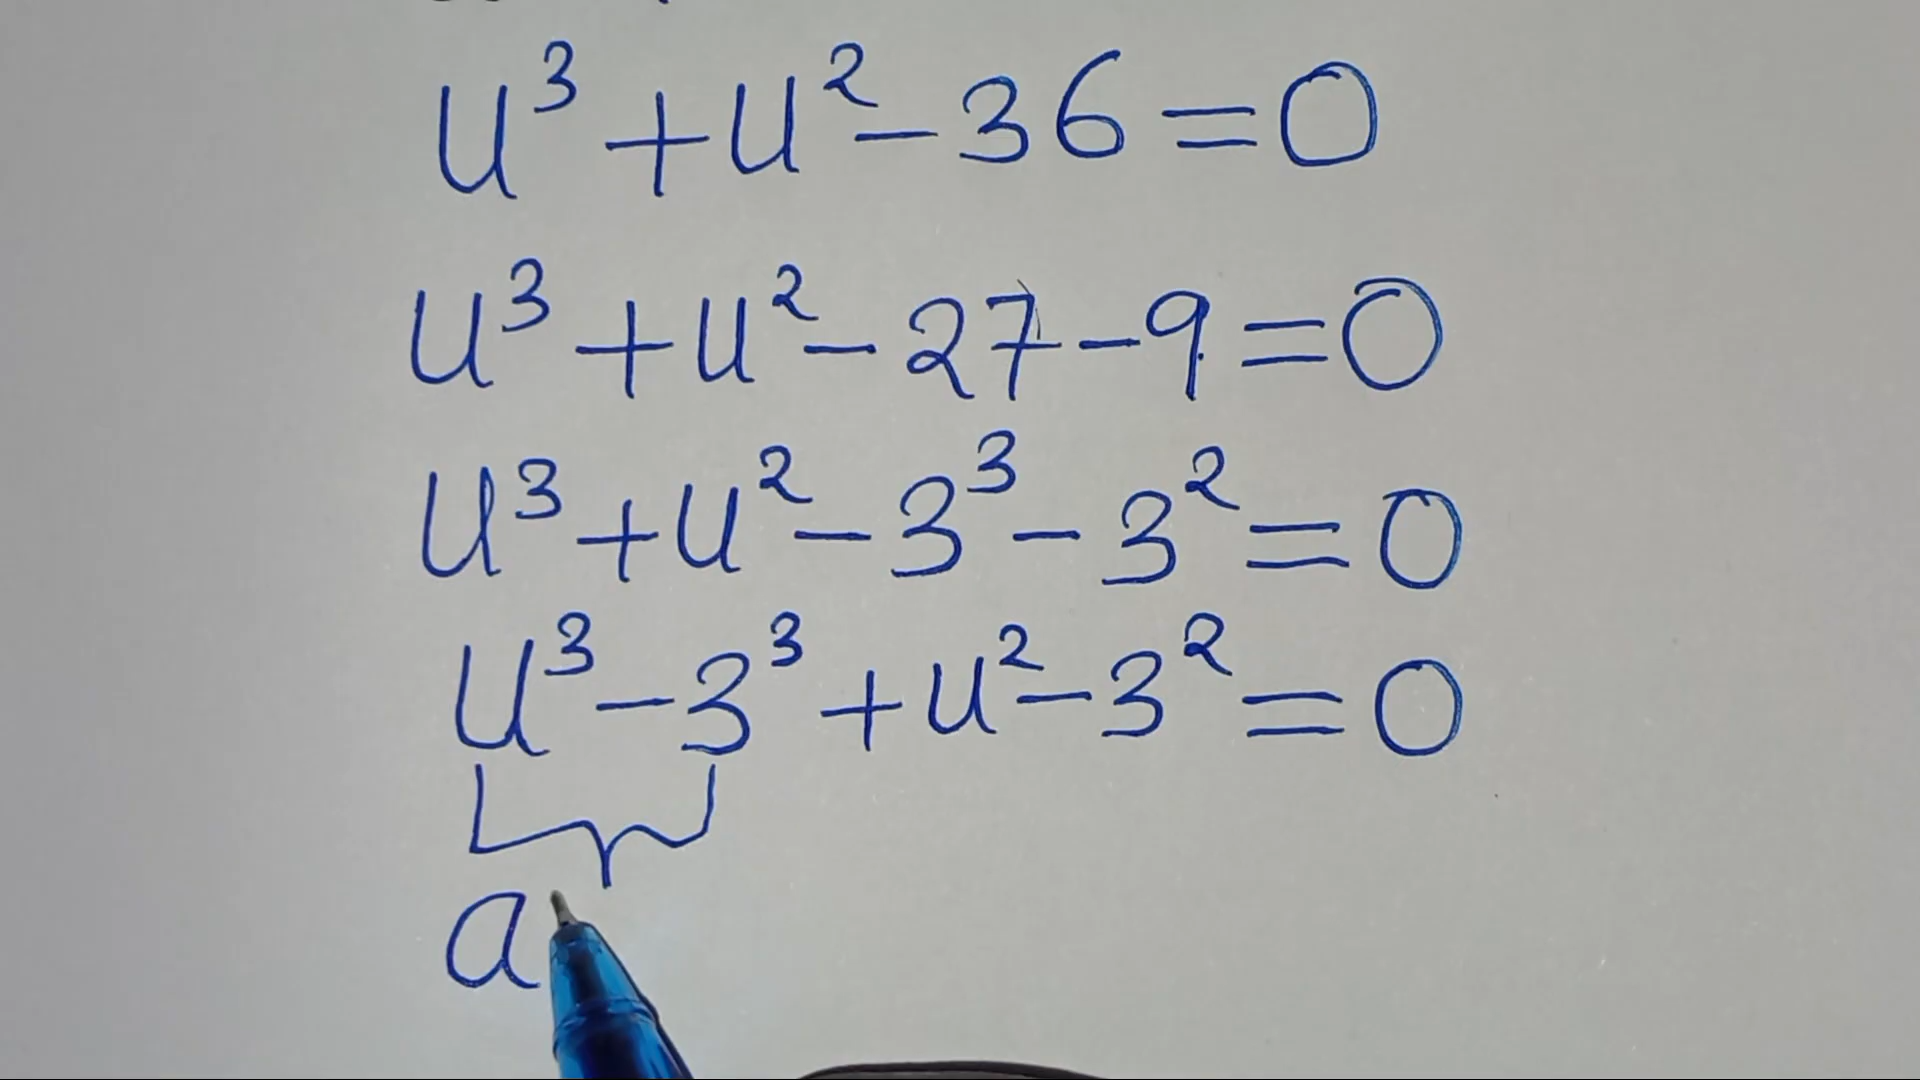 u³ + u² - 36 = 0
u³ + u² - 27 - 9 = 0
u³ + u² - 3³ - 3² = 0
u³ - 3³ + u² - 3² = 0
a